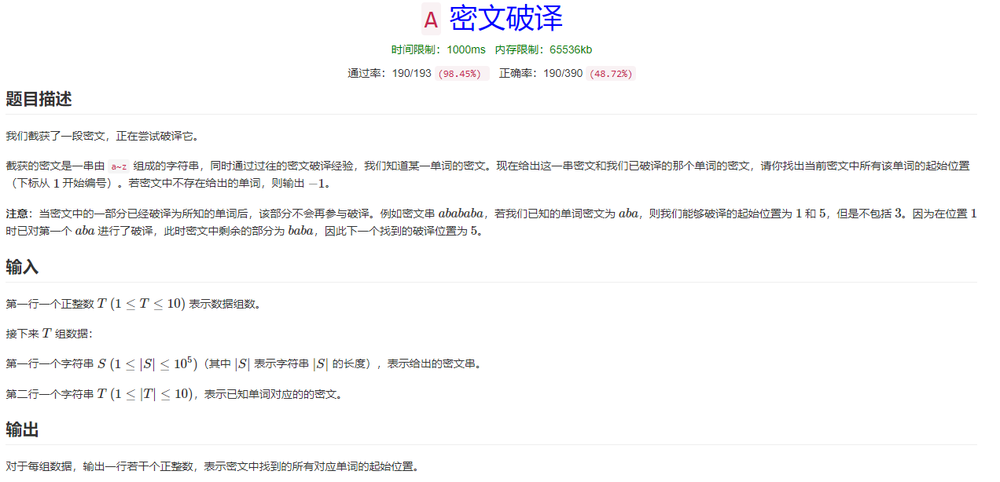 A 密文破译
时间限制：1000ms 内存限制：65536kb
通过率：190/193 (98.45%) 正确率：190/390 (48.72%)
题目描述
我们截获了一段密文，正在尝试破译它。
截获的密文是一串由 a~z 组成的字符串，同时通过过往的密文破译经验，我们知道某一单词的密文。现在给出这一串密文和我们已破译的那个单词的密文，请你找出当前密文中所有该单词的起始位置
（下标从 1 开始编号）。若密文中不存在给出的单词，则输出 −1。
注意：当密文中的一部分已经破译为所知的单词后，该部分不会再参与破译。例如密文串 abababa，若我们已知的单词密文为 aba，则我们能够破译的起始位置为 1 和 5，但是不包括 3。因为在位置 1
时已对第一个 aba 进行了破译，此时密文中剩余的部分为 baba，因此下一个找到的破译位置为 5。
输入
第一行一个正整数 T (1 ≤ T ≤ 10) 表示数据组数。
接下来 T 组数据：
第一行一个字符串 S (1 ≤ |S| ≤ 10⁵)（其中 |S| 表示字符串 |S| 的长度），表示给出的密文串。
第二行一个字符串 T (1 ≤ |T| ≤ 10)，表示已知单词对应的的密文。
输出
对于每组数据，输出一行若干个正整数，表示密文中找到的所有对应单词的起始位置。